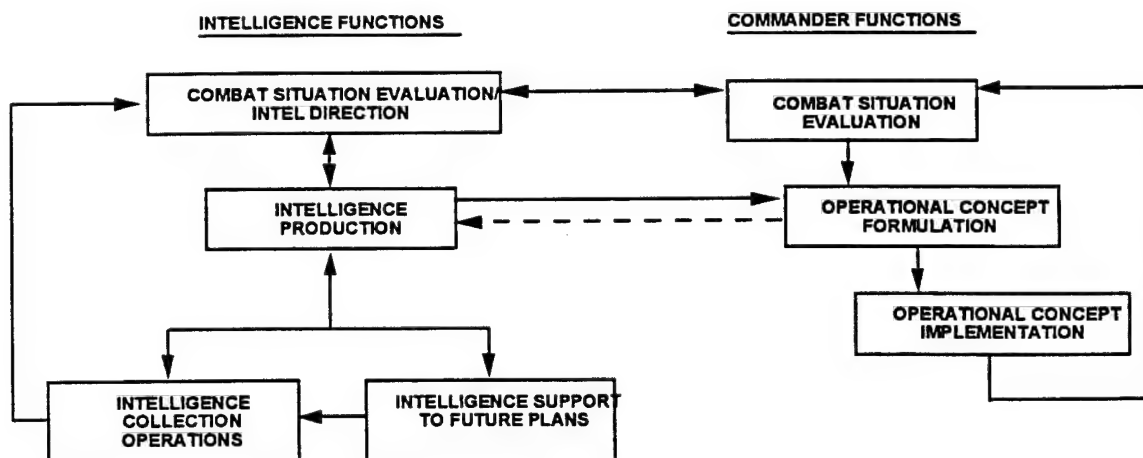 INTELLIGENCE FUNCTIONS
COMMANDER FUNCTIONS
COMBAT SITUATION EVALUATION/
INTEL DIRECTION
COMBAT SITUATION
EVALUATION
INTELLIGENCE
PRODUCTION
OPERATIONAL CONCEPT
FORMULATION
OPERATIONAL CONCEPT
IMPLEMENTATION
INTELLIGENCE
COLLECTION
OPERATIONS
INTELLIGENCE SUPPORT
TO FUTURE PLANS